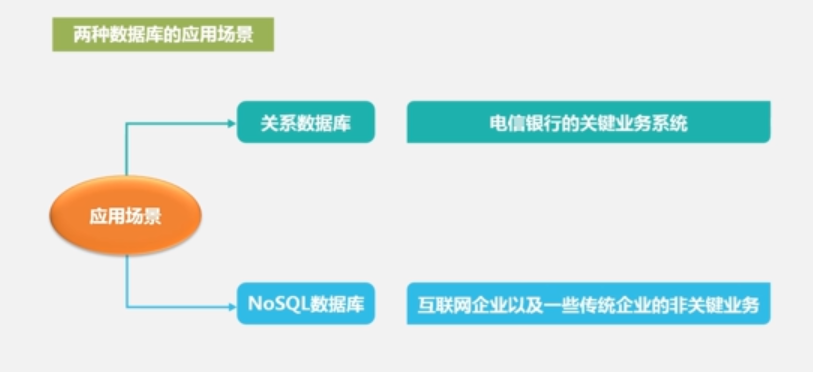 两种数据库的应用场景
关系数据库
电信银行的关键业务系统
应用场景
NoSQL数据库
互联网企业以及一些传统企业的非关键业务